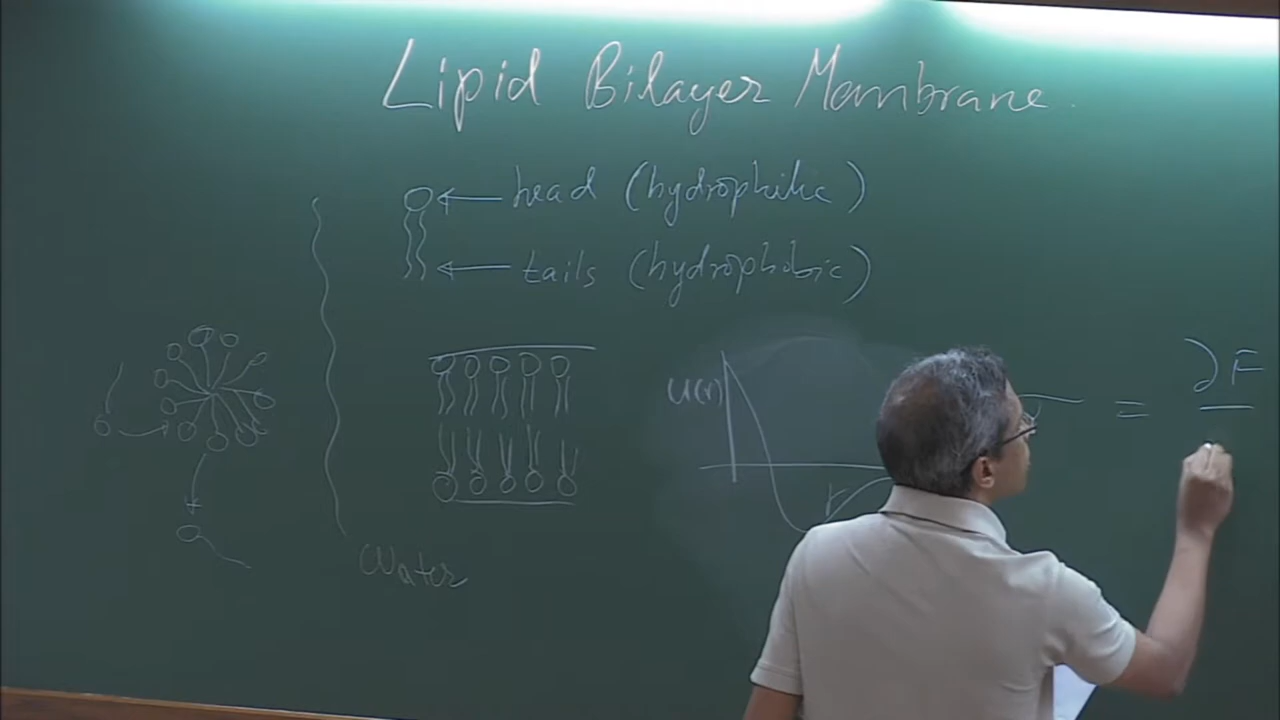 Lipid Bilayer Membrane.
head (hydrophilic)
tails (hydrophobic)
U(r)
r
= ∂F
Water